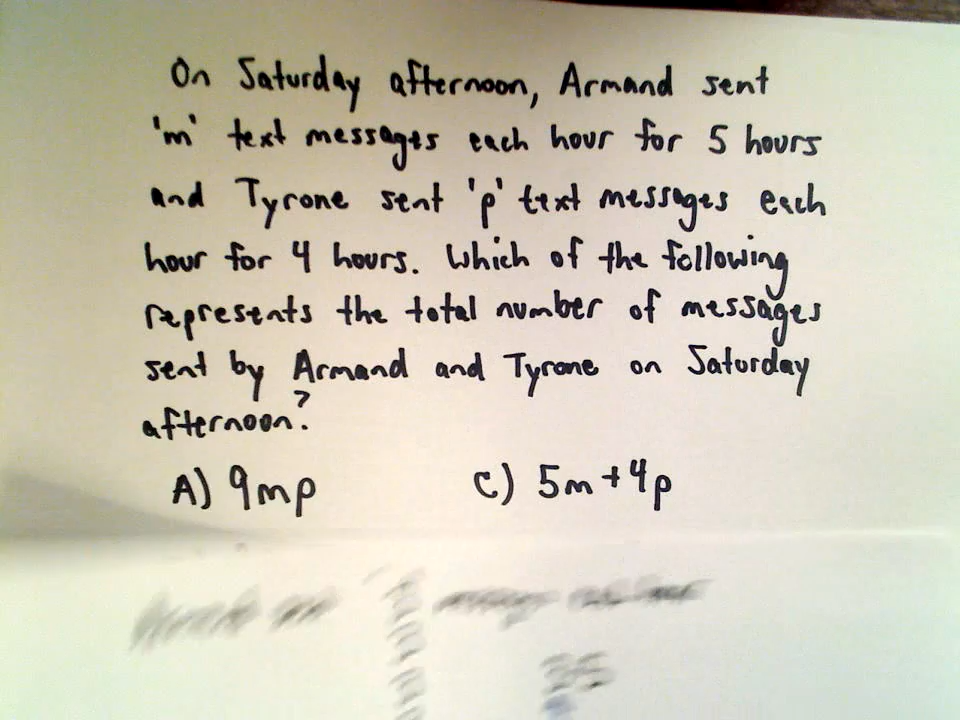 On Saturday afternoon, Armand sent
'm' text messages each hour for 5 hours
and Tyrone sent 'p' text messages each
hour for 4 hours. Which of the following
represents the total number of messages
sent by Armand and Tyrone on Saturday
afternoon?
A) 9mp C) 5m+4p
35